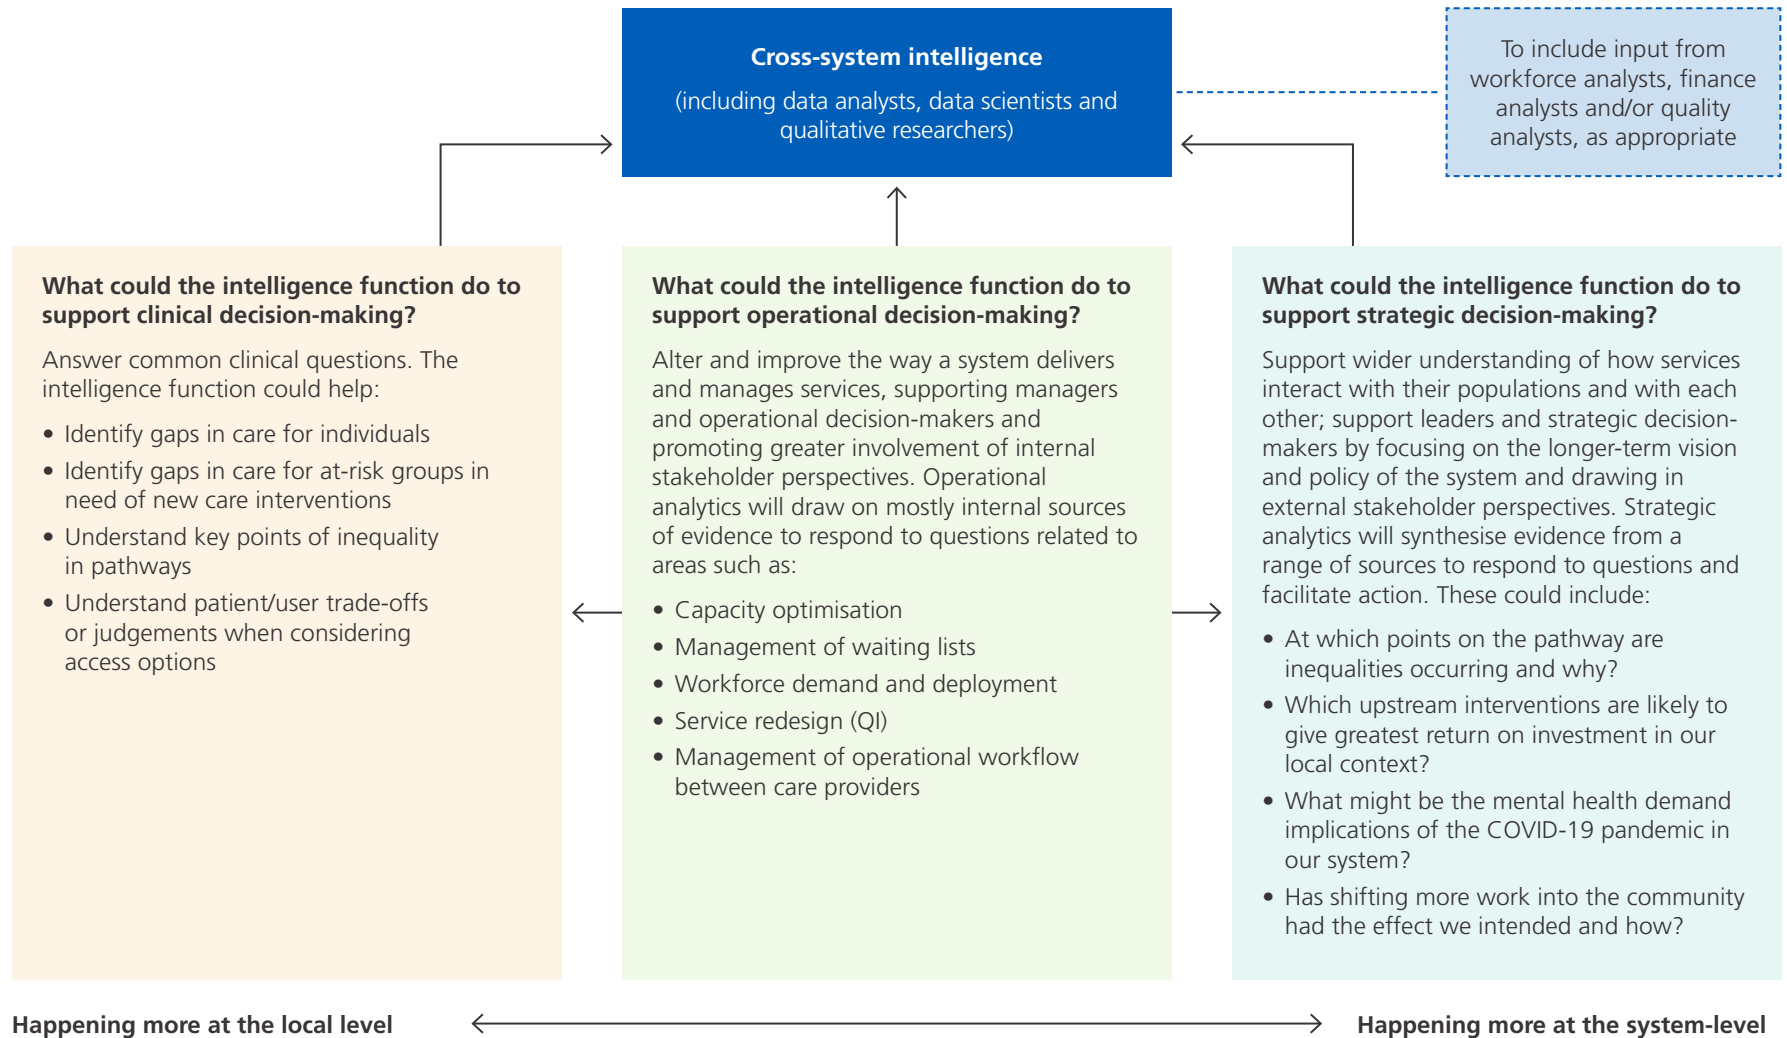 Cross-system intelligence
(including data analysts, data scientists and
qualitative researchers)
To include input from
workforce analysts, finance
analysts and/or quality
analysts, as appropriate
What could the intelligence function do to
support clinical decision-making?
Answer common clinical questions. The
intelligence function could help:
• Identify gaps in care for individuals
• Identify gaps in care for at-risk groups in
need of new care interventions
• Understand key points of inequality
in pathways
• Understand patient/user trade-offs
or judgements when considering
access options
What could the intelligence function do to
support operational decision-making?
Alter and improve the way a system delivers
and manages services, supporting managers
and operational decision-makers and
promoting greater involvement of internal
stakeholder perspectives. Operational
analytics will draw on mostly internal sources
of evidence to respond to questions related to
areas such as:
• Capacity optimisation
• Management of waiting lists
• Workforce demand and deployment
• Service redesign (QI)
• Management of operational workflow
between care providers
What could the intelligence function do to
support strategic decision-making?
Support wider understanding of how services
interact with their populations and with each
other; support leaders and strategic decision-
makers by focusing on the longer-term vision
and policy of the system and drawing in
external stakeholder perspectives. Strategic
analytics will synthesise evidence from a
range of sources to respond to questions and
facilitate action. These could include:
• At which points on the pathway are
inequalities occurring and why?
• Which upstream interventions are likely to
give greatest return on investment in our
local context?
• What might be the mental health demand
implications of the COVID-19 pandemic in
our system?
• Has shifting more work into the community
had the effect we intended and how?
Happening more at the local level
Happening more at the system-level